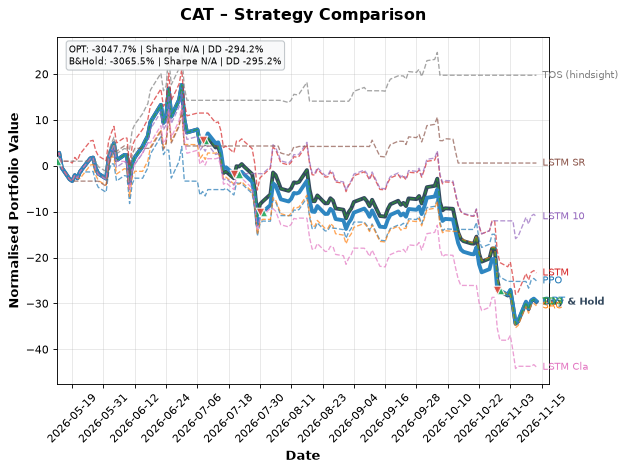 CAT – Strategy Comparison
OPT: -3047.7% | Sharpe N/A | DD -294.2%
B&Hold: -3065.5% | Sharpe N/A | DD -295.2%
Normalised Portfolio Value
20
10
0
−10
−20
−30
−40
TOS (hindsight)
LSTM SR
LSTM 10
LSTM
PPO
& Hold
LSTM Cla
2026-05-19
2026-05-31
2026-06-12
2026-06-24
2026-07-06
2026-07-18
2026-07-30
2026-08-11
2026-08-23
2026-09-04
2026-09-16
2026-09-28
2026-10-10
2026-10-22
2026-11-03
2026-11-15
Date